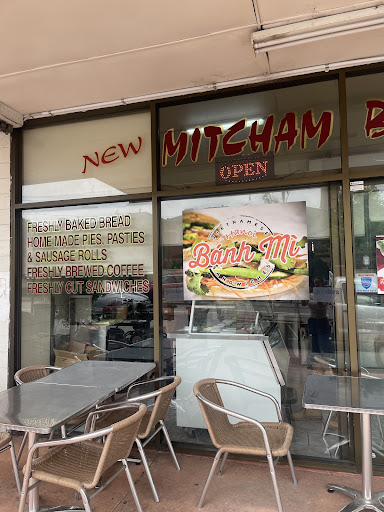 NEW MITCHAM B
OPEN
FRESHLY BAKED BREAD
HOME MADE PIES, PASTIES
& SAUSAGE ROLLS
FRESHLY BREWED COFFEE
FRESHLY CUT SANDWICHES
VIETNAMESE
Bánh Mì